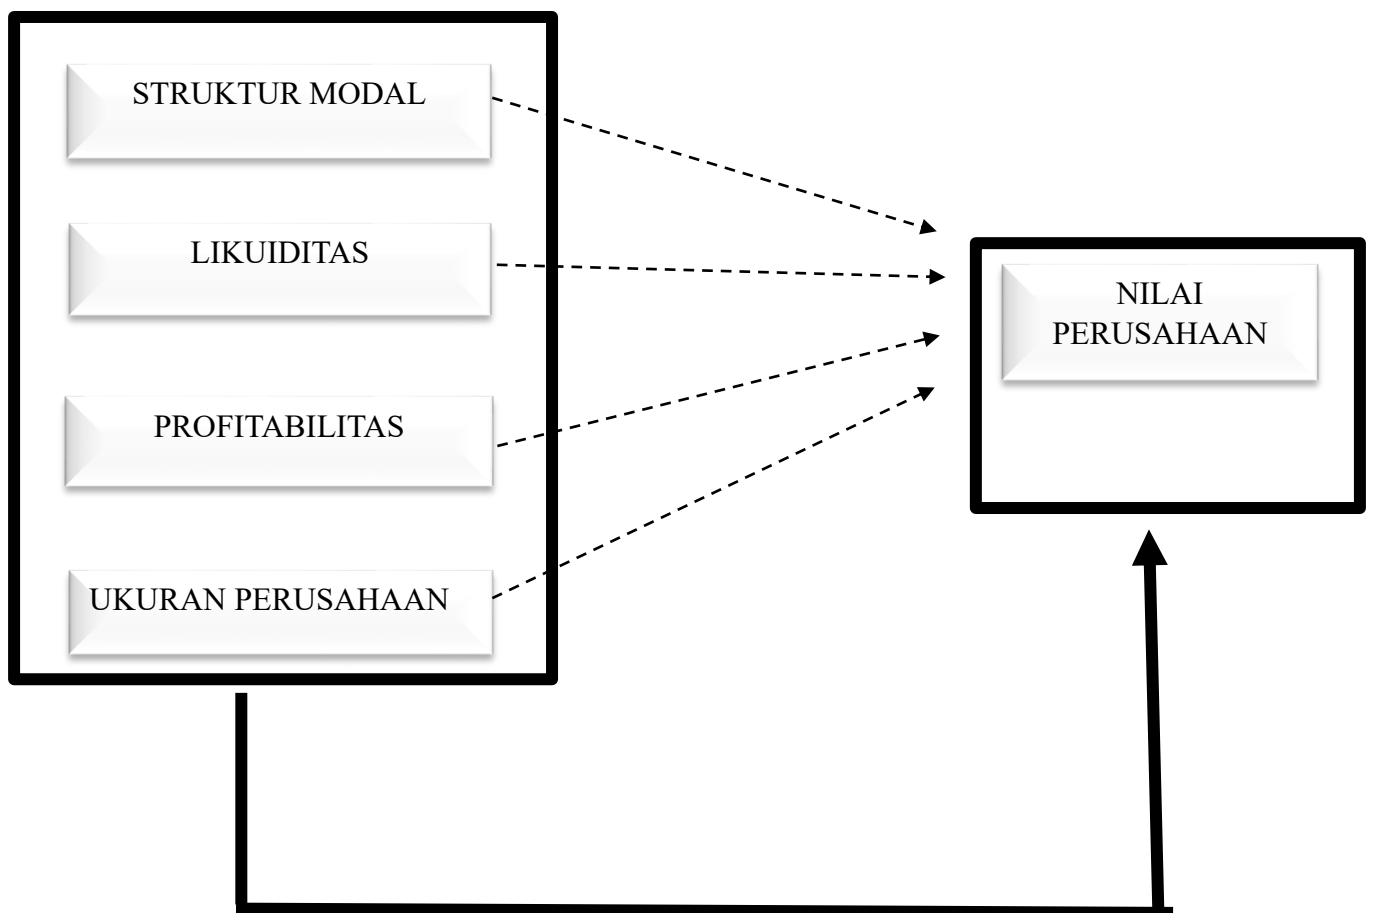 STRUKTUR MODAL
LIKUIDITAS
NILAI
PERUSAHAAN
PROFITABILITAS
UKURAN PERUSAHAAN